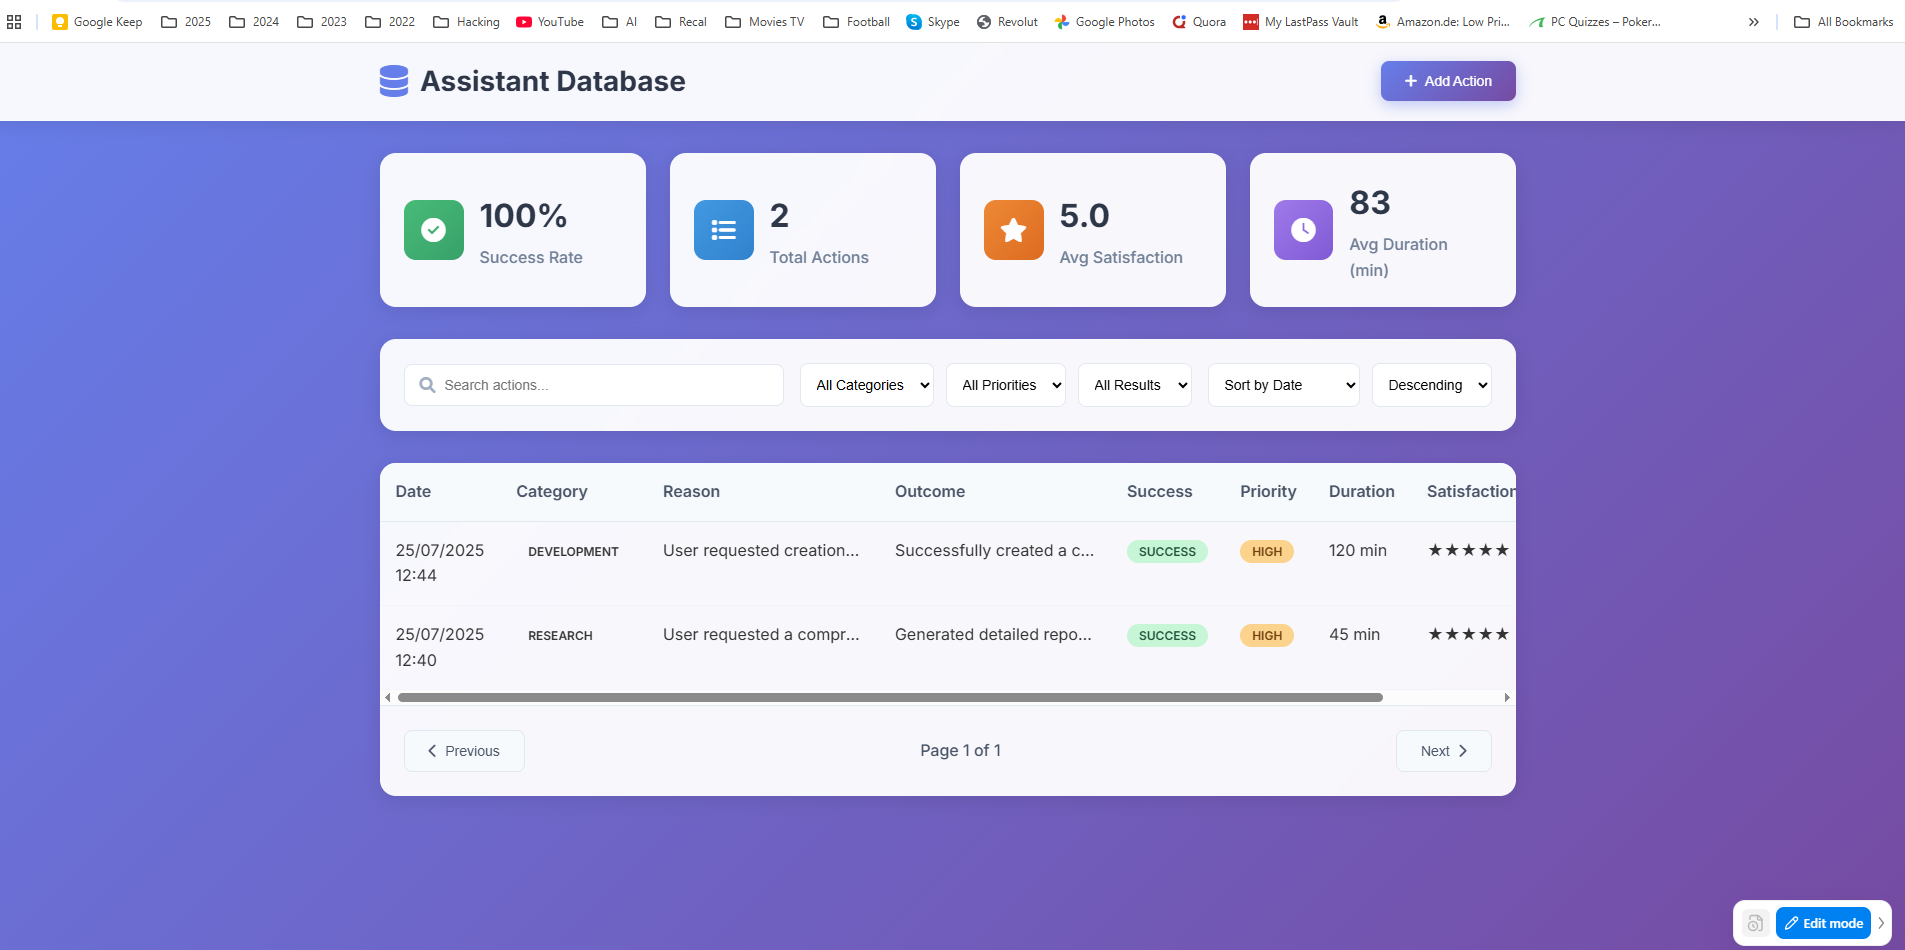 Google Keep 2025 2024 2023 2022 Hacking YouTube AI Recal Movies TV Football Skype Revolut Google Photos Quora My LastPass Vault Amazon.de: Low Pri... PC Quizzes – Poker... All Bookmarks
Assistant Database
+ Add Action
100%
Success Rate
2
Total Actions
5.0
Avg Satisfaction
83
Avg Duration
(min)
Search actions...
All Categories
All Priorities
All Results
Sort by Date
Descending
Date Category Reason Outcome Success Priority Duration Satisfaction
25/07/2025 DEVELOPMENT User requested creation... Successfully created a c... SUCCESS HIGH 120 min ★★★★★
12:44
25/07/2025 RESEARCH User requested a compr... Generated detailed repo... SUCCESS HIGH 45 min ★★★★★
12:40
Previous Page 1 of 1 Next
Edit mode